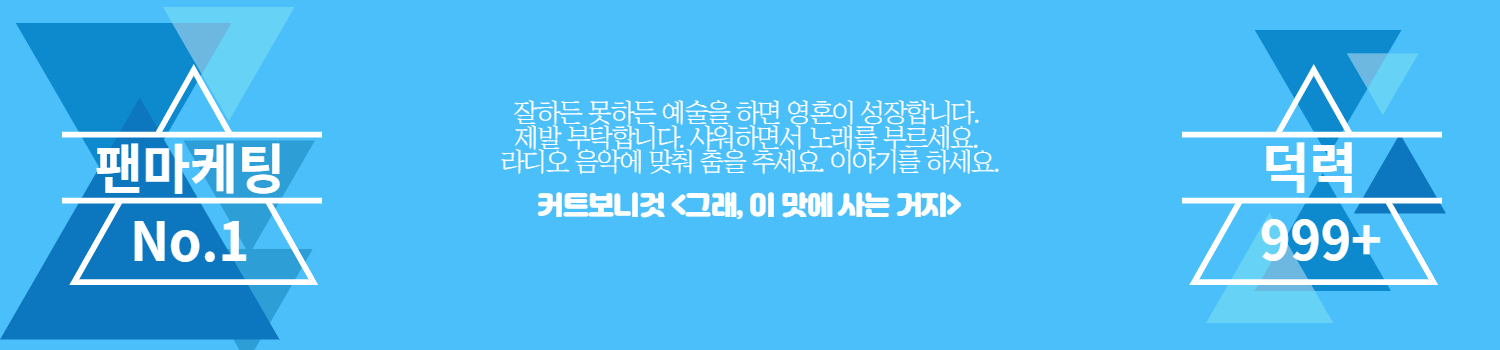 팬마케팅
No.1
잘하든 못하든 예술을 하면 영혼이 성장합니다.
제발 부탁합니다. 샤워하면서 노래를 부르세요.
라디오 음악에 맞춰 춤을 추세요. 이야기를 하세요.
커트보니것 <그래, 이 맛에 사는 거지>
덕력
999+